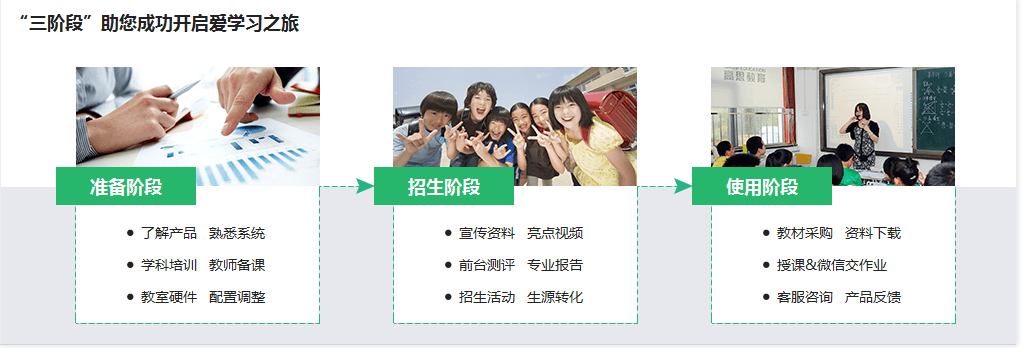 “三阶段”助您成功开启爱学习之旅
高思教育
准备阶段
了解产品 熟悉系统
学科培训 教师备课
教室硬件 配置调整
招生阶段
宣传资料 亮点视频
前台测评 专业报告
招生活动 生源转化
使用阶段
教材采购 资料下载
授课&微信交作业
客服咨询 产品反馈